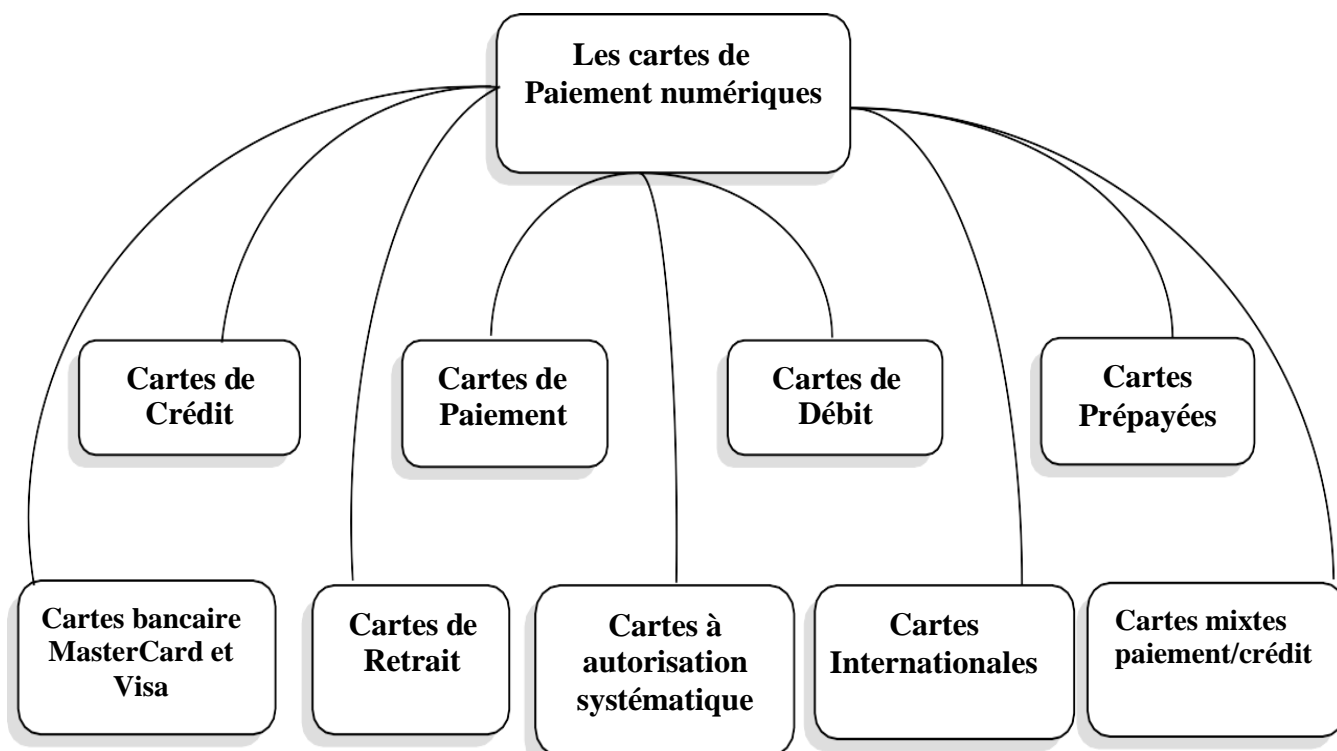 Les cartes de
Paiement numériques
Cartes de
Crédit
Cartes de
Paiement
Cartes de
Débit
Cartes
Prépayées
Cartes bancaire
MasterCard et
Visa
Cartes de
Retrait
Cartes à
autorisation
systématique
Cartes
Internationales
Cartes mixtes
paiement/crédit